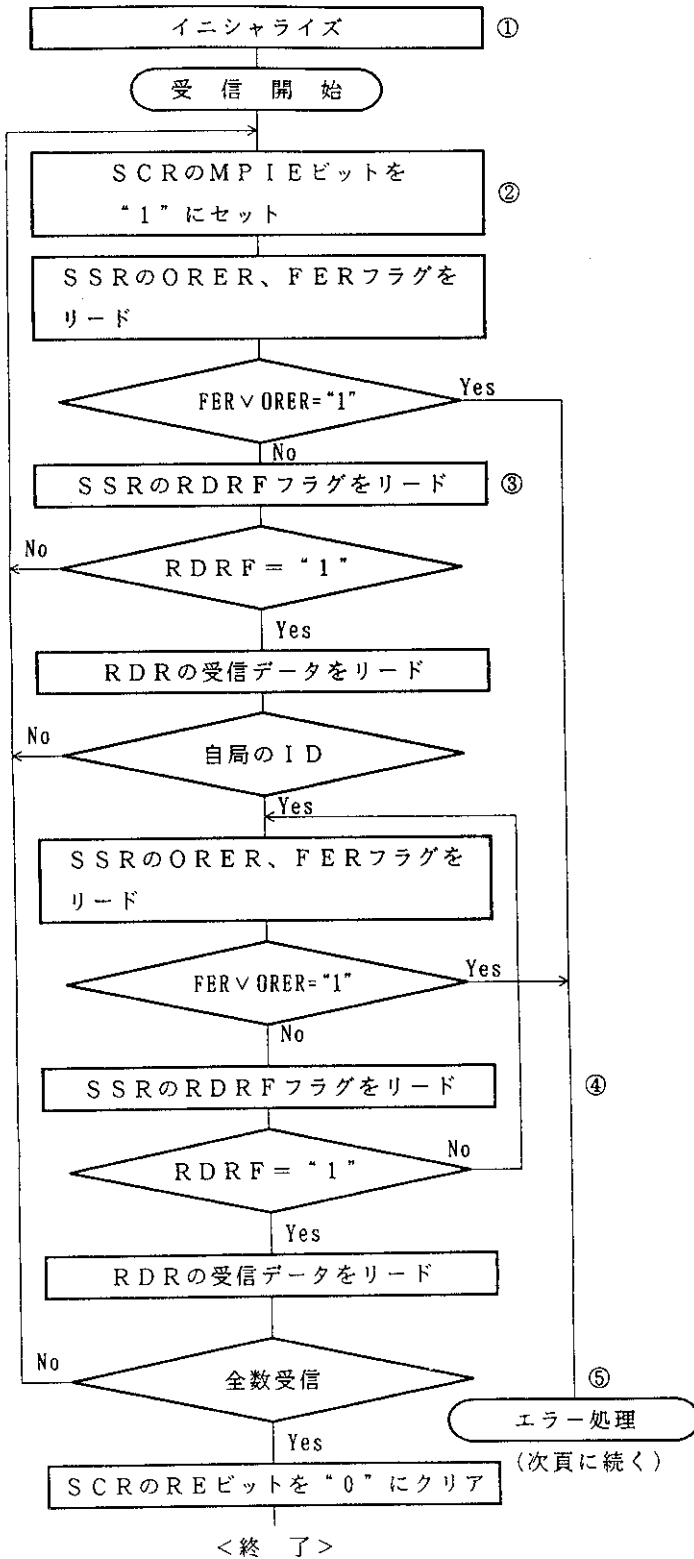 イニシャライズ ①
受信開始
SCRのMPIEビットを
“1”にセット ②
SSRのORER、FERフラグを
リード
FER∨ORER=“1” Yes
No
SSRのRDRFフラグをリード ③
No RDRF=“1”
Yes
RDRの受信データをリード
No 自局のID
Yes
SSRのORER、FERフラグを
リード
FER∨ORER=“1” Yes
No
SSRのRDRFフラグをリード ④
RDRF=“1” No
Yes
RDRの受信データをリード
No 全数受信 ⑤
エラー処理
Yes (次頁に続く)
SCRのREビットを“0”にクリア
<終了>